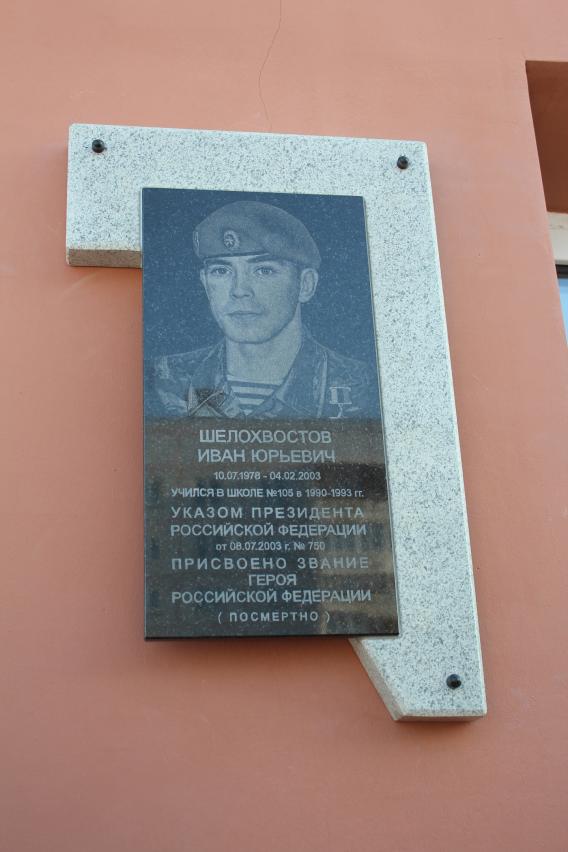 ШЕЛОХВОСТОВ
ИВАН ЮРЬЕВИЧ
10.07.1978 - 04.02.2003
УЧИЛСЯ В ШКОЛЕ №105 в 1990-1993 гг.
УКАЗОМ ПРЕЗИДЕНТА
РОССИЙСКОЙ ФЕДЕРАЦИИ
от 08.07.2003 г. № 750
ПРИСВОЕНО ЗВАНИЕ
ГЕРОЯ
РОССИЙСКОЙ ФЕДЕРАЦИИ
( ПОСМЕРТНО )